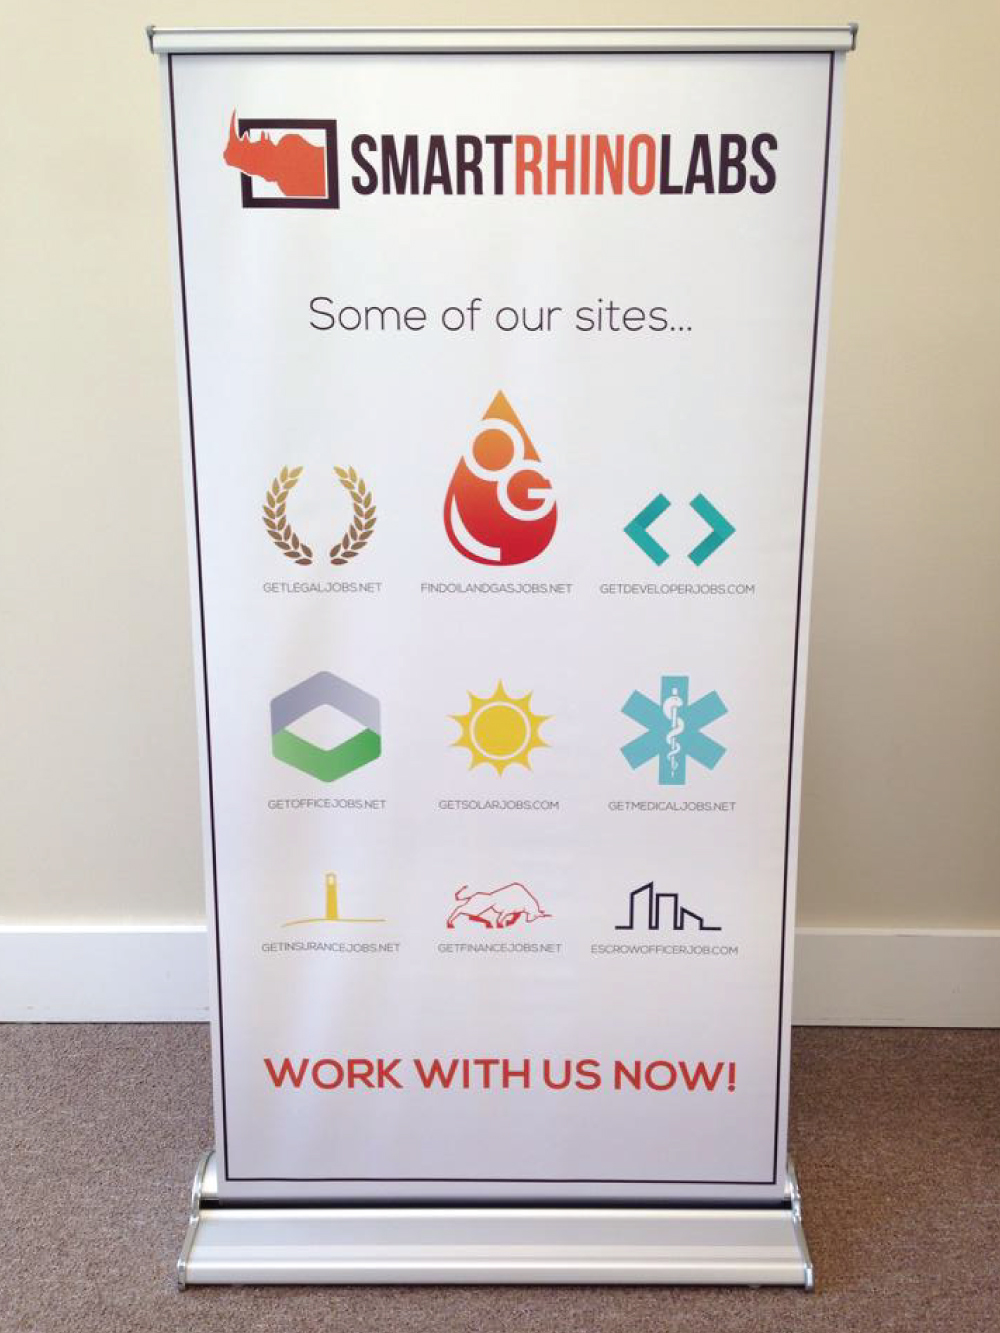 SMARTRHINOLABS
Some of our sites...
OG
GETLEGALJOBS.NET FINDOILANDGASJOBS.NET GETDEVELOPERJOBS.COM
GETOFFICEJOBS.NET GETSOLARJOBS.COM GETMEDICALJOBS.NET
GETINSURANCEJOBS.NET GETFINANCEJOBS.NET ESCROWOFFICERJOB.COM
WORK WITH US NOW!